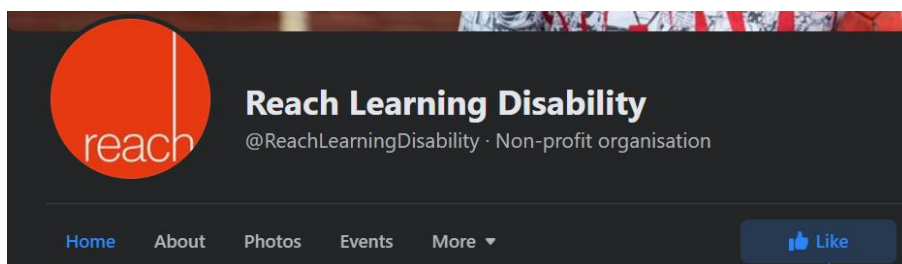 reach
Reach Learning Disability
@ReachLearningDisability · Non-profit organisation
Home About Photos Events More ▾ Like